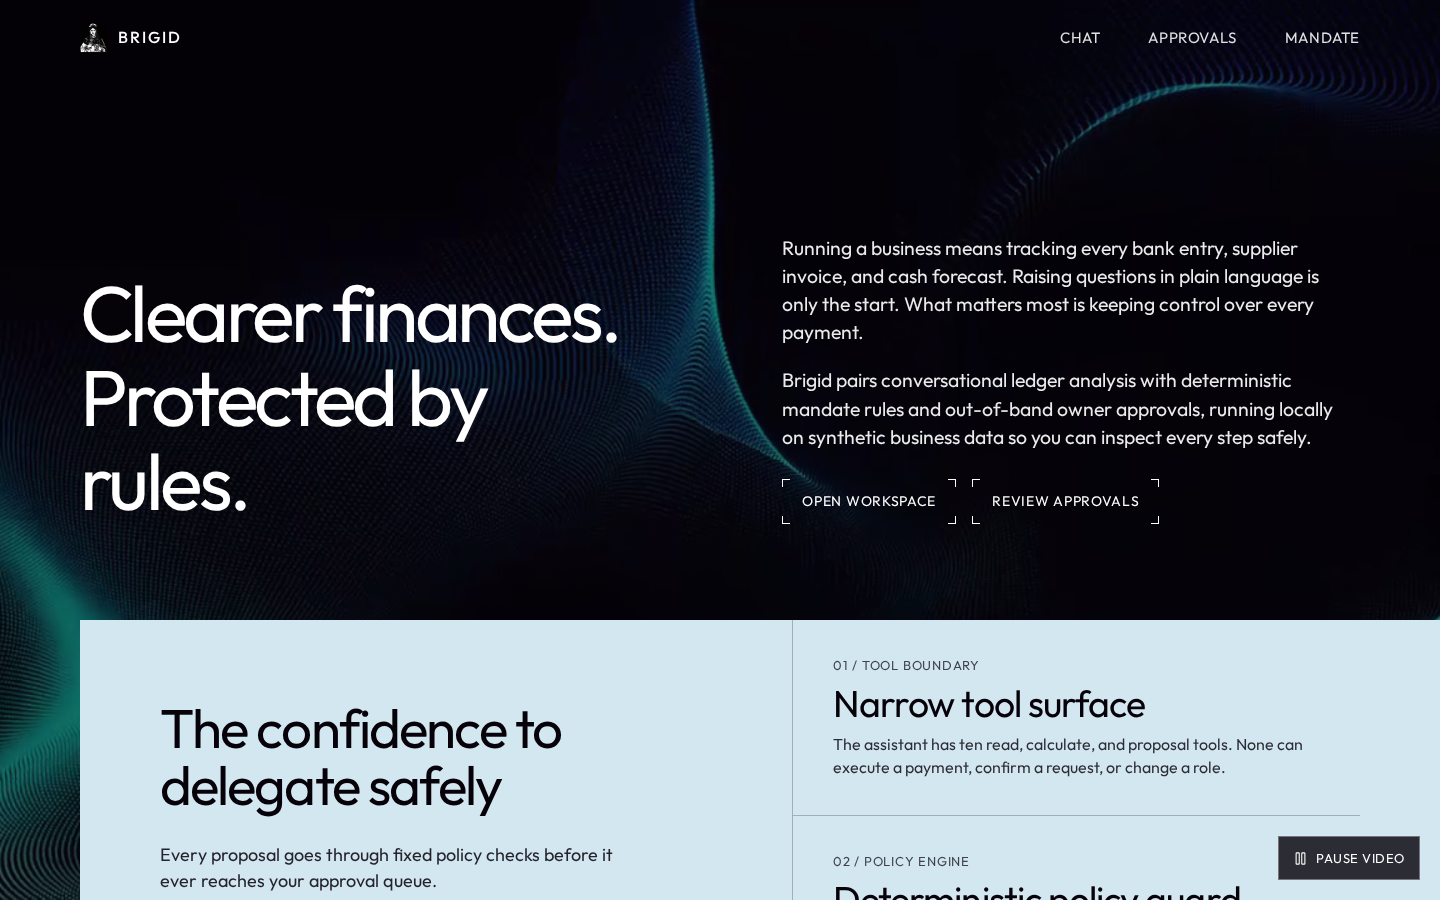 BRIGID
CHAT
APPROVALS
MANDATE
Clearer finances.
Protected by
rules.
Running a business means tracking every bank entry, supplier
invoice, and cash forecast. Raising questions in plain language is
only the start. What matters most is keeping control over every
payment.
Brigid pairs conversational ledger analysis with deterministic
mandate rules and out-of-band owner approvals, running locally
on synthetic business data so you can inspect every step safely.
OPEN WORKSPACE
REVIEW APPROVALS
The confidence to
delegate safely
Every proposal goes through fixed policy checks before it
ever reaches your approval queue.
01 / TOOL BOUNDARY
Narrow tool surface
The assistant has ten read, calculate, and proposal tools. None can
execute a payment, confirm a request, or change a role.
02 / POLICY ENGINE
Deterministic policy guard
PAUSE VIDEO